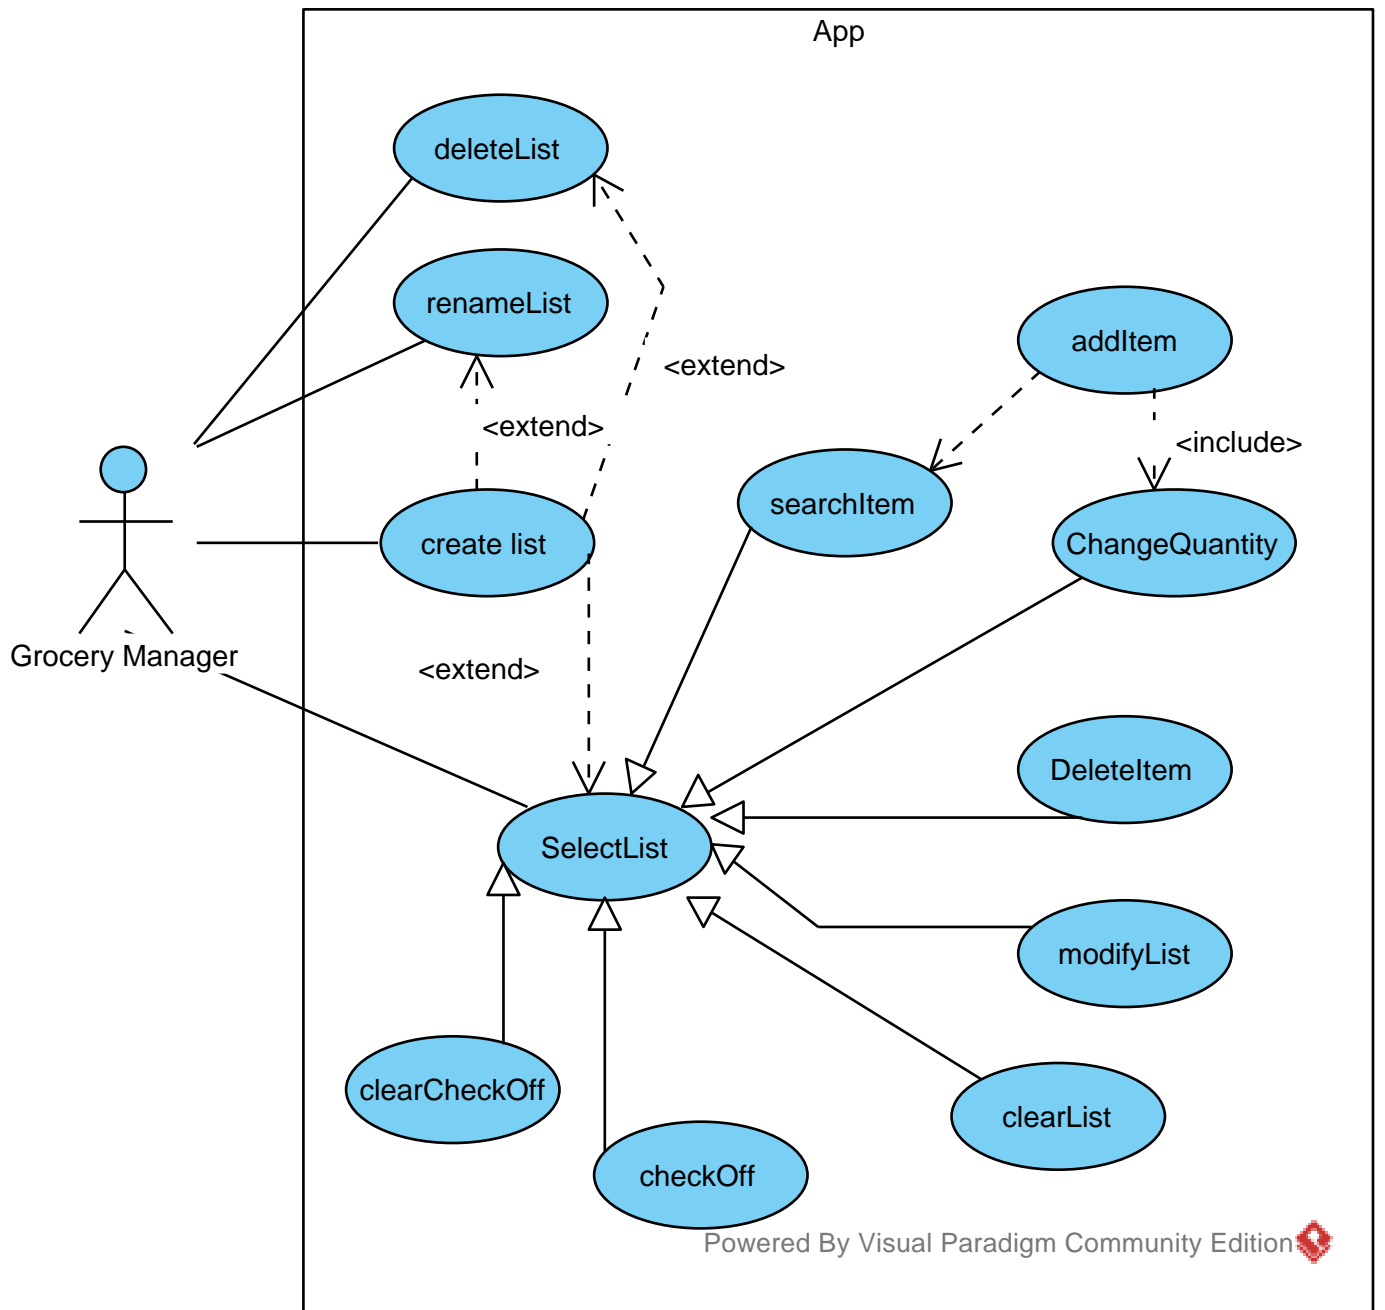 App
deleteList
renameList
addItem
<extend>
<extend>
<include>
searchItem
create list
ChangeQuantity
Grocery Manager
<extend>
DeleteItem
SelectList
modifyList
clearCheckOff
clearList
checkOff
Powered By Visual Paradigm Community Edition